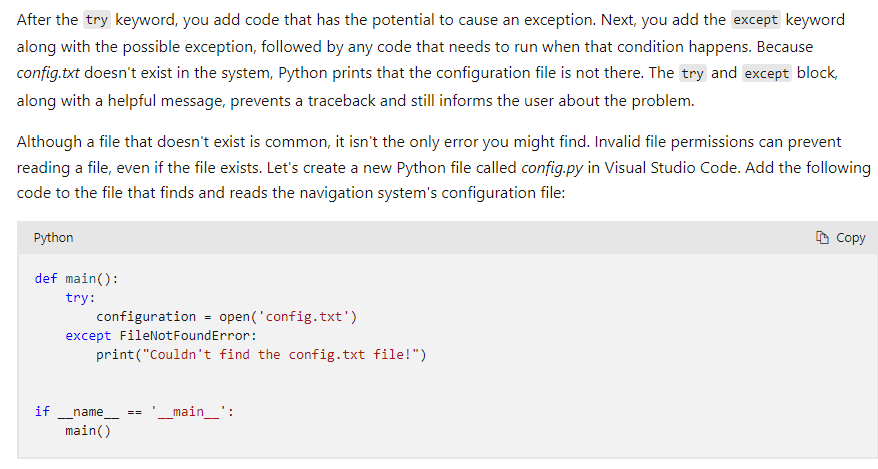 After the try keyword, you add code that has the potential to cause an exception. Next, you add the except keyword
along with the possible exception, followed by any code that needs to run when that condition happens. Because
config.txt doesn't exist in the system, Python prints that the configuration file is not there. The try and except block,
along with a helpful message, prevents a traceback and still informs the user about the problem.
Although a file that doesn't exist is common, it isn't the only error you might find. Invalid file permissions can prevent
reading a file, even if the file exists. Let's create a new Python file called config.py in Visual Studio Code. Add the following
code to the file that finds and reads the navigation system's configuration file:
Python Copy
def main():
    try:
        configuration = open('config.txt')
    except FileNotFoundError:
        print("Couldn't find the config.txt file!")
if __name__ == '__main__':
    main()